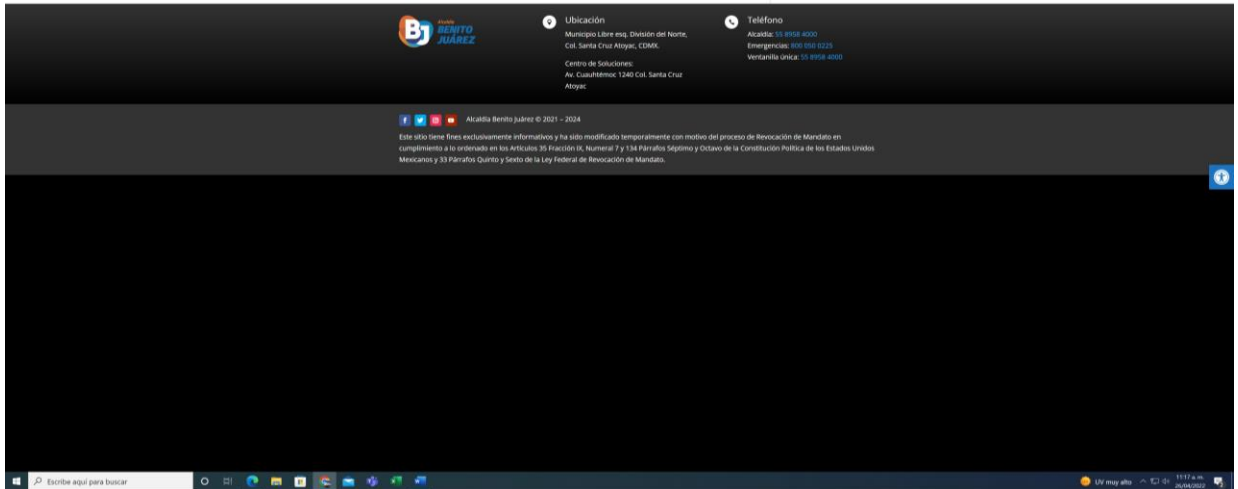 Alcaldía
BENITO
JUÁREZ
Ubicación
Municipio Libre esq. División del Norte,
Col. Santa Cruz Atoyac, CDMX.
Centro de Soluciones:
Av. Cuauhtémoc 1240 Col. Santa Cruz
Atoyac
Teléfono
Alcaldía: 55 8958 4000
Emergencias: 800 050 0225
Ventanilla única: 55 8958 4000
Alcaldía Benito Juárez © 2021 – 2024
Este sitio tiene fines exclusivamente informativos y ha sido modificado temporalmente con motivo del proceso de Revocación de Mandato en
cumplimiento a lo ordenado en los Artículos 35 Fracción IX, Numeral 7 y 134 Párrafos Séptimo y Octavo de la Constitución Política de los Estados Unidos
Mexicanos y 33 Párrafos Quinto y Sexto de la Ley Federal de Revocación de Mandato.
Escribe aquí para buscar
UV muy alto
11:17 a. m.
26/04/2022